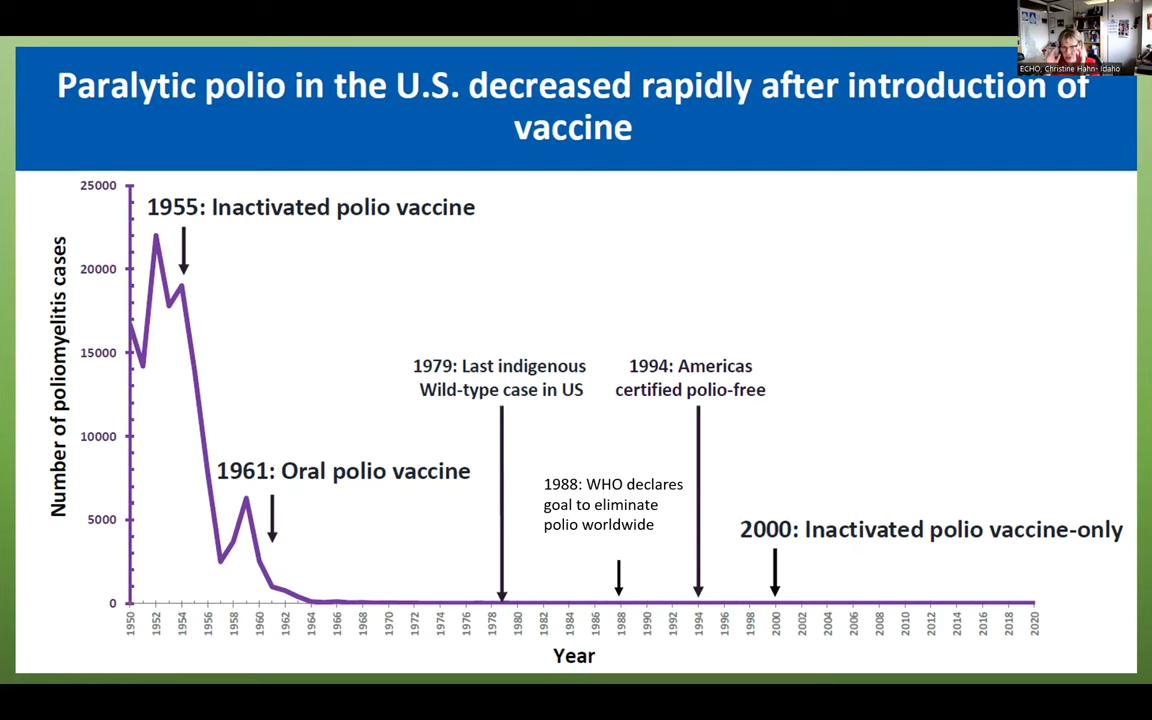 Paralytic polio in the U.S. decreased rapidly after introduction of
vaccine
ECHO, Christine Hahn- Idaho
Number of poliomyelitis cases
25000
20000
15000
10000
5000
0
1955: Inactivated polio vaccine
1961: Oral polio vaccine
1979: Last indigenous
Wild-type case in US
1988: WHO declares
goal to eliminate
polio worldwide
1994: Americas
certified polio-free
2000: Inactivated polio vaccine-only
1950
1952
1954
1956
1958
1960
1962
1964
1966
1968
1970
1972
1974
1976
1978
1980
1982
1984
1986
1988
1990
1992
1994
1996
1998
2000
2002
2004
2006
2008
2010
2012
2014
2016
2018
2020
Year